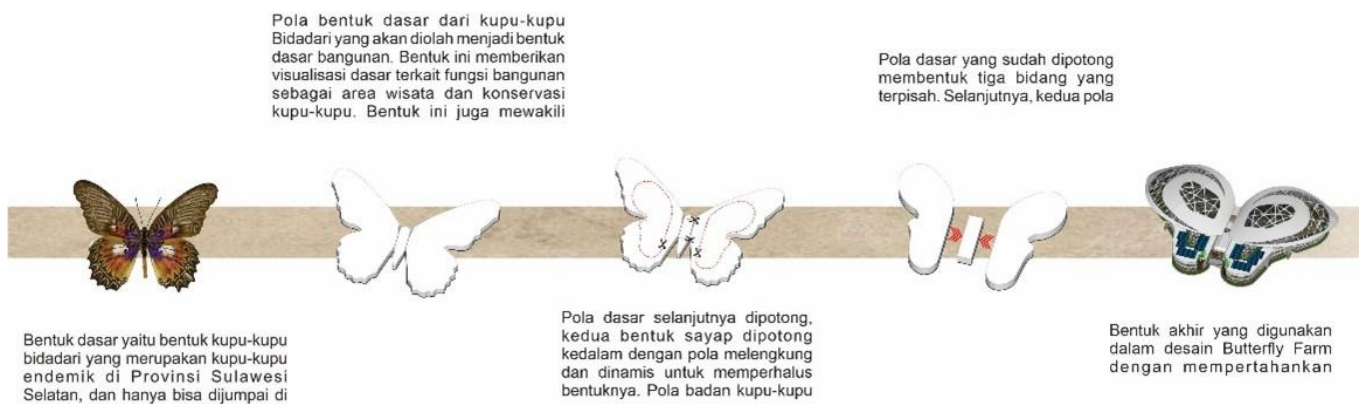 Pola bentuk dasar dari kupu-kupu
Bidadari yang akan diolah menjadi bentuk
dasar bangunan. Bentuk ini memberikan
visualisasi dasar terkait fungsi bangunan
sebagai area wisata dan konservasi
kupu-kupu. Bentuk ini juga mewakili
Pola dasar yang sudah dipotong
membentuk tiga bidang yang
terpisah. Selanjutnya, kedua pola
Bentuk dasar yaitu bentuk kupu-kupu
bidadari yang merupakan kupu-kupu
endemik di Provinsi Sulawesi
Selatan, dan hanya bisa dijumpai di
Pola dasar selanjutnya dipotong,
kedua bentuk sayap dipotong
kedalam dengan pola melengkung
dan dinamis untuk memperhalus
bentuknya. Pola badan kupu-kupu
Bentuk akhir yang digunakan
dalam desain Butterfly Farm
dengan mempertahankan